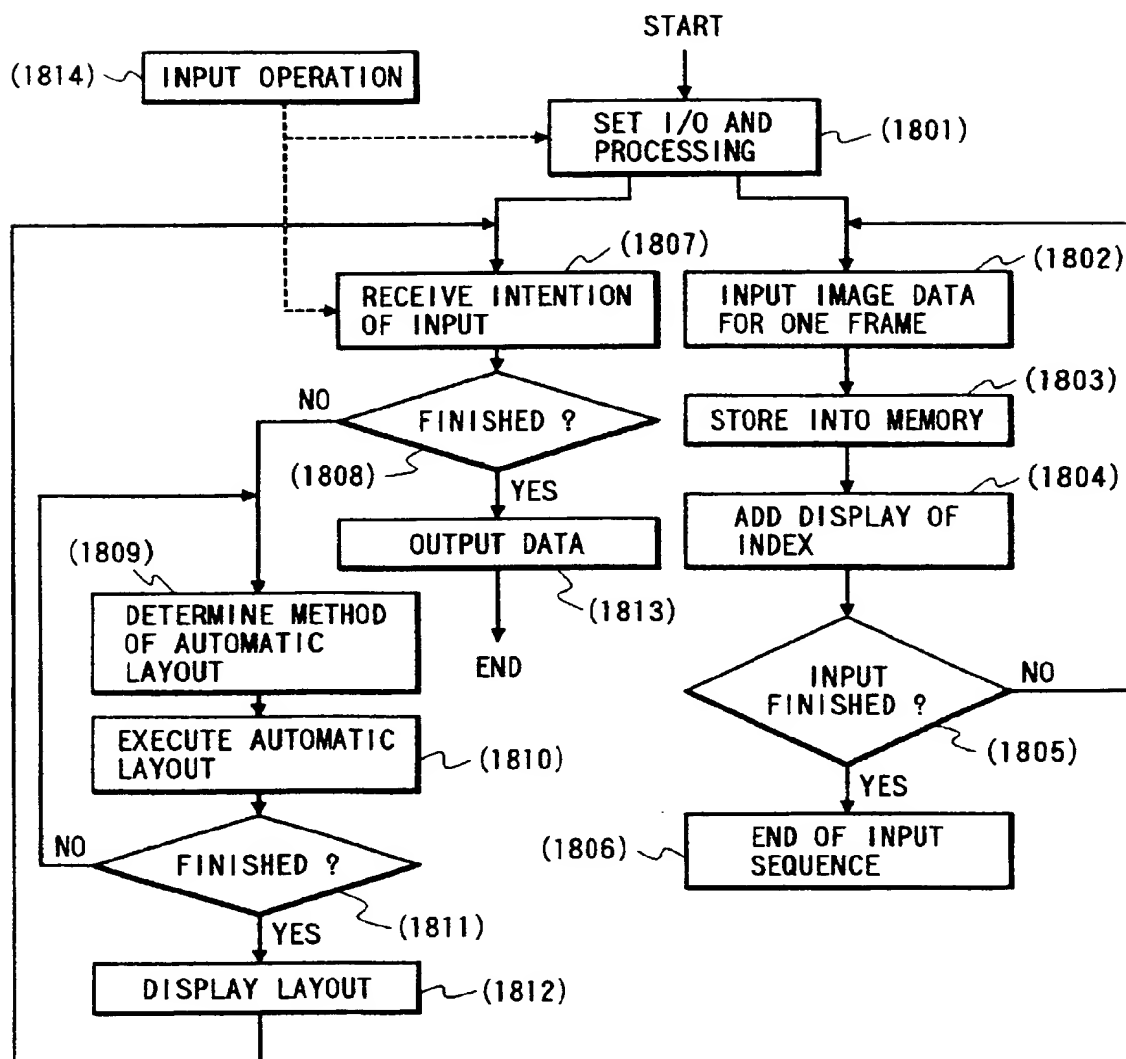 START
(1814)
INPUT OPERATION
SET I/O AND
PROCESSING
(1801)
(1807)
RECEIVE INTENTION
OF INPUT
(1802)
INPUT IMAGE DATA
FOR ONE FRAME
NO
FINISHED ?
(1808)
YES
(1803)
STORE INTO MEMORY
(1804)
ADD DISPLAY OF
INDEX
OUTPUT DATA
(1813)
END
(1809)
DETERMINE METHOD
OF AUTOMATIC
LAYOUT
INPUT
FINISHED ?
NO
(1805)
YES
EXECUTE AUTOMATIC
LAYOUT
(1810)
NO
FINISHED ?
(1811)
YES
(1806)
END OF INPUT
SEQUENCE
DISPLAY LAYOUT
(1812)